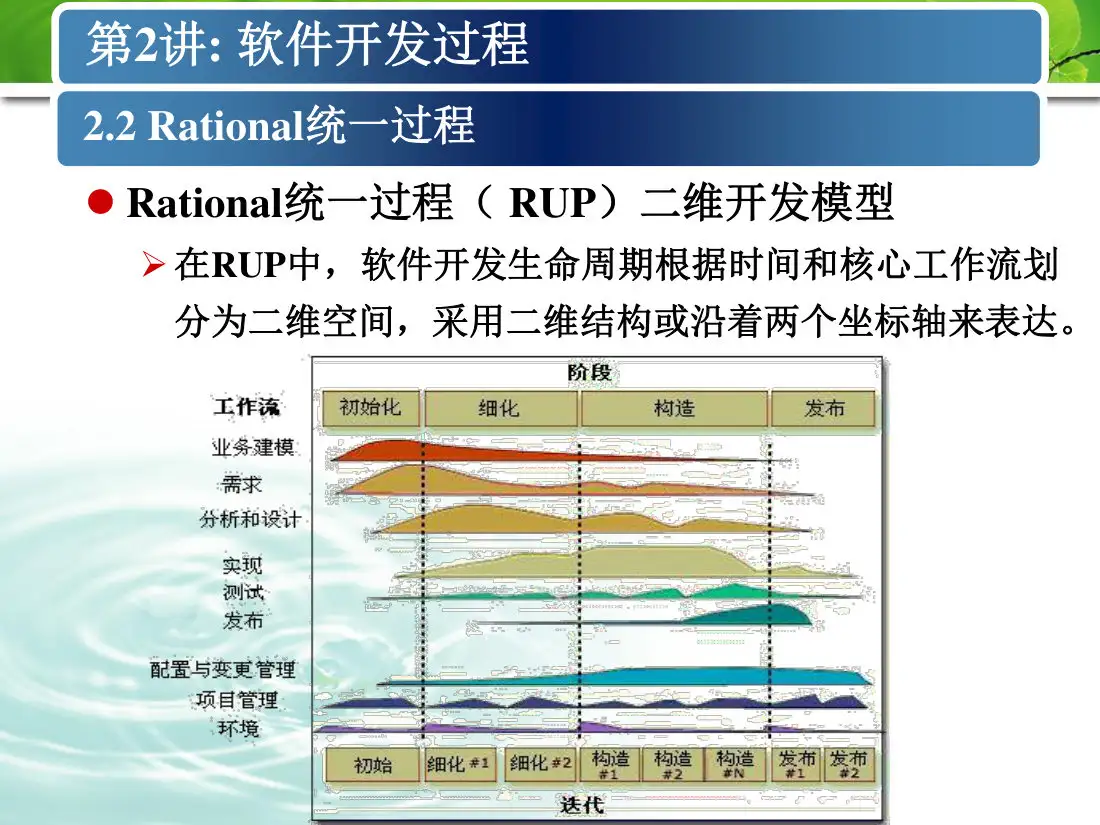 第2讲: 软件开发过程
2.2 Rational统一过程
Rational统一过程（ RUP）二维开发模型
在RUP中，软件开发生命周期根据时间和核心工作流划
分为二维空间，采用二维结构或沿着两个坐标轴来表达。
阶段
工作流 初始化 细化 构造 发布
业务建模
需求
分析和设计
实现
测试
发布
配置与变更管理
项目管理
环境
初始 细化 #1 细化 #2 构造 #1 构造 #2 构造 #N 发布 #1 发布 #2
迭代